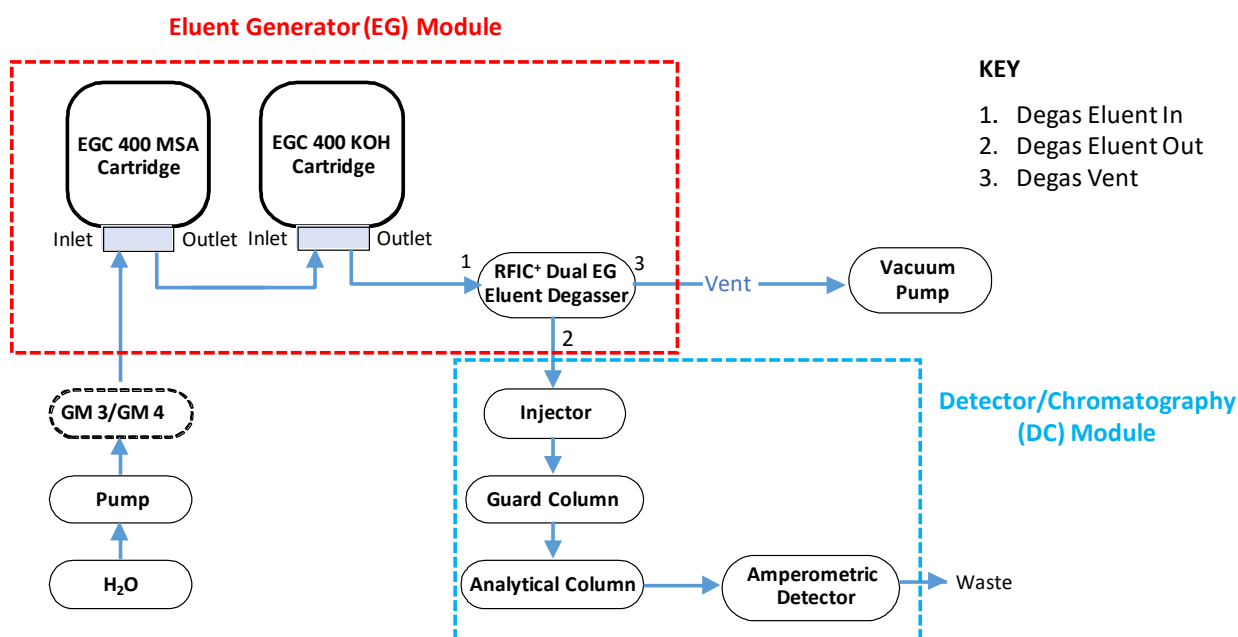 Eluent Generator (EG) Module
EGC 400 MSA
Cartridge
EGC 400 KOH
Cartridge
KEY
1. Degas Eluent In
2. Degas Eluent Out
3. Degas Vent
Inlet
Outlet
Inlet
Outlet
1
RFIC⁺ Dual EG
Eluent Degasser
3
Vent
Vacuum
Pump
2
GM 3/GM 4
Pump
H₂O
Injector
Guard Column
Analytical Column
Amperometric
Detector
Waste
Detector/Chromatography
(DC) Module